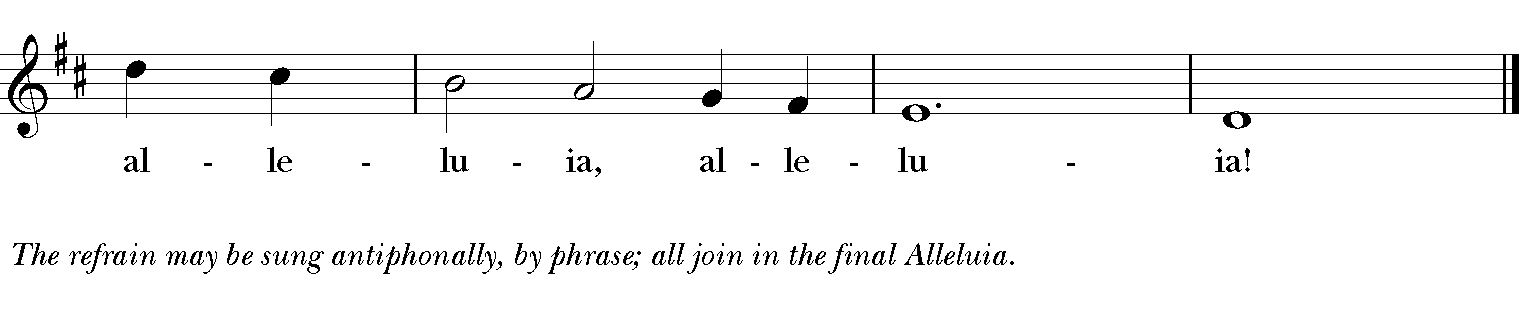 al - le - lu - ia, al - le - lu - ia!
The refrain may be sung antiphonally, by phrase; all join in the final Alleluia.